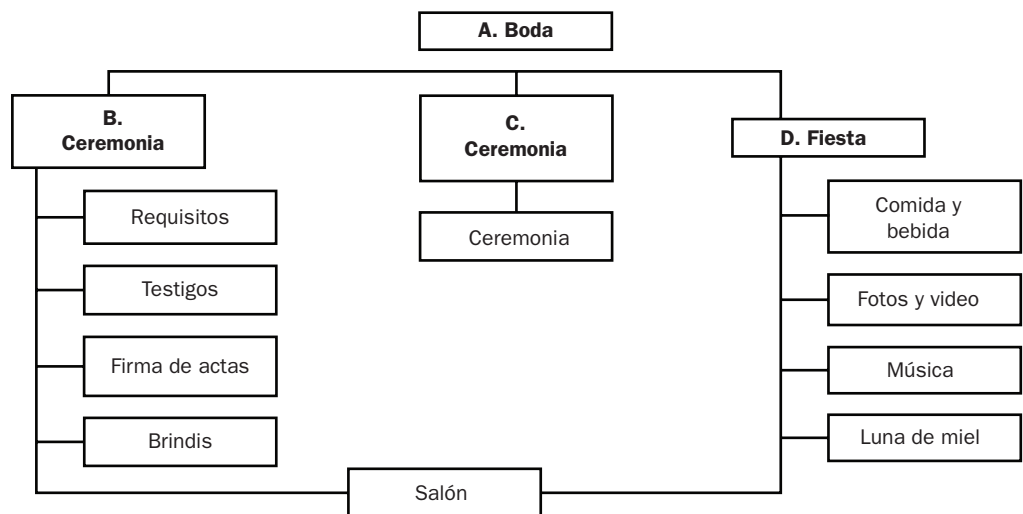 A. Boda
B.
Ceremonia
C.
Ceremonia
D. Fiesta
Requisitos
Testigos
Firma de actas
Brindis
Ceremonia
Comida y
bebida
Fotos y video
Música
Luna de miel
Salón